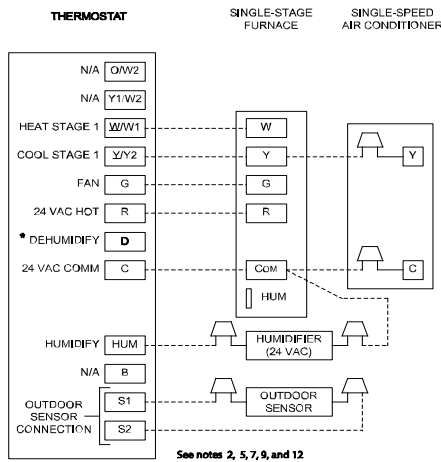 THERMOSTAT
SINGLE-STAGE
FURNACE
SINGLE-SPEED
AIR CONDITIONER
N/A O/W2
N/A Y1/W2
HEAT STAGE 1 W/W1 W
COOL STAGE 1 Y/Y2 Y Y
FAN G G
24 VAC HOT R R
* DEHUMIDIFY D
24 VAC COMM C COM C
HUM
HUMIDIFY HUM HUMIDIFIER
(24 VAC)
N/A B
OUTDOOR
SENSOR
CONNECTION
S1
S2
OUTDOOR
SENSOR
See notes 2, 5, 7, 9, and 12